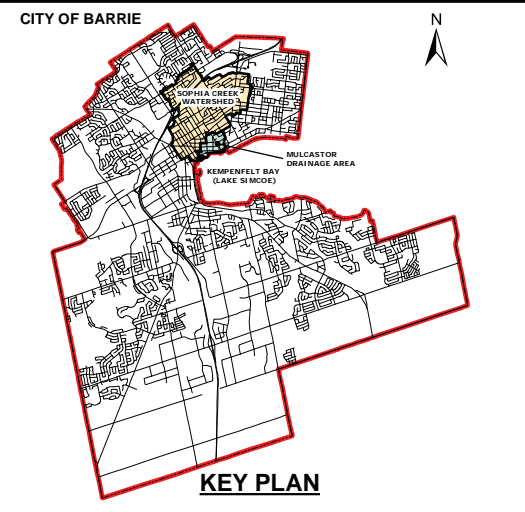 CITY OF BARRIE
N
SOPHIA CREEK
WATERSHED
MULCASTOR
DRAINAGE AREA
KEMPENFELT BAY
(LAKE SIMCOE)
KEY PLAN